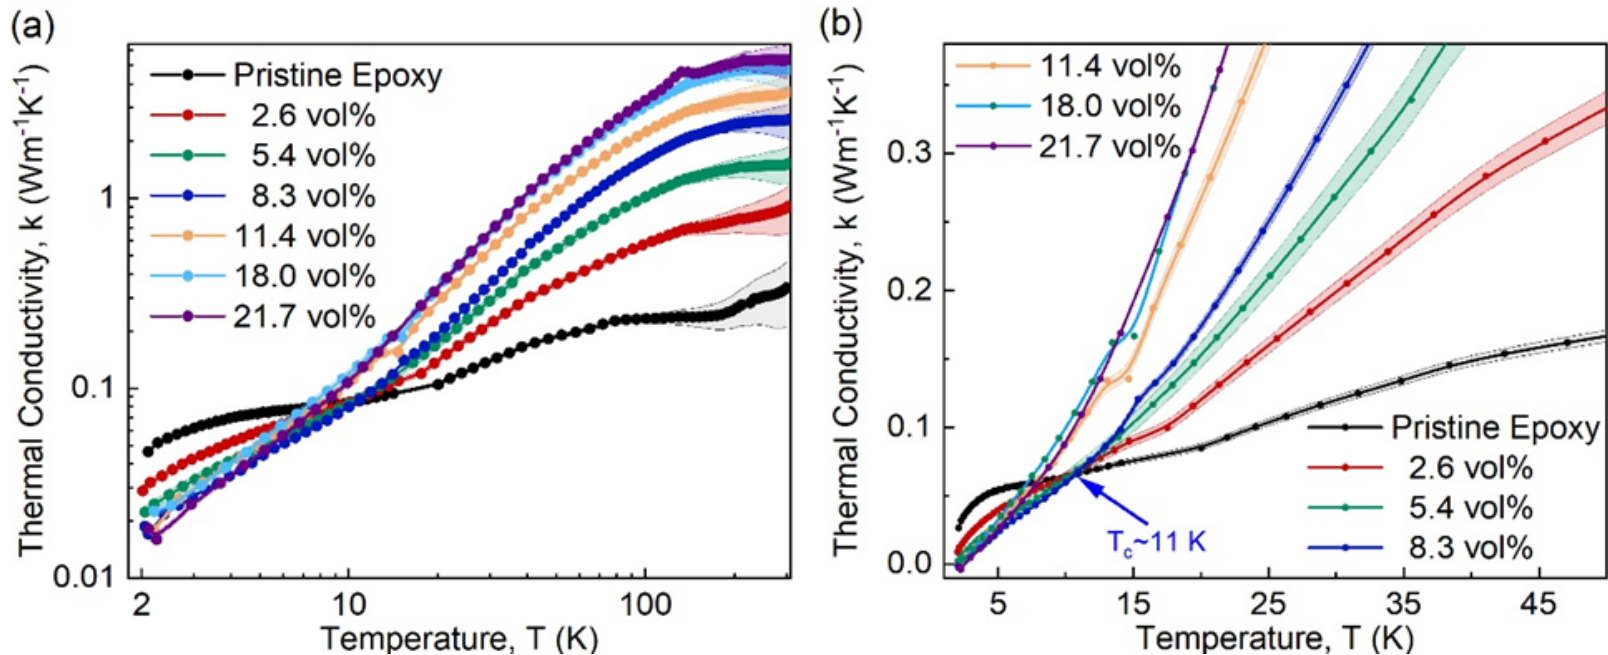 (a)
Thermal Conductivity, k (Wm⁻¹K⁻¹)
1
0.1
0.01
Pristine Epoxy
2.6 vol%
5.4 vol%
8.3 vol%
11.4 vol%
18.0 vol%
21.7 vol%
2
10
100
Temperature, T (K)
(b)
Thermal Conductivity, k (Wm⁻¹K⁻¹)
0.3
0.2
0.1
0.0
11.4 vol%
18.0 vol%
21.7 vol%
T_c~11 K
Pristine Epoxy
2.6 vol%
5.4 vol%
8.3 vol%
5
15
25
35
45
Temperature, T (K)